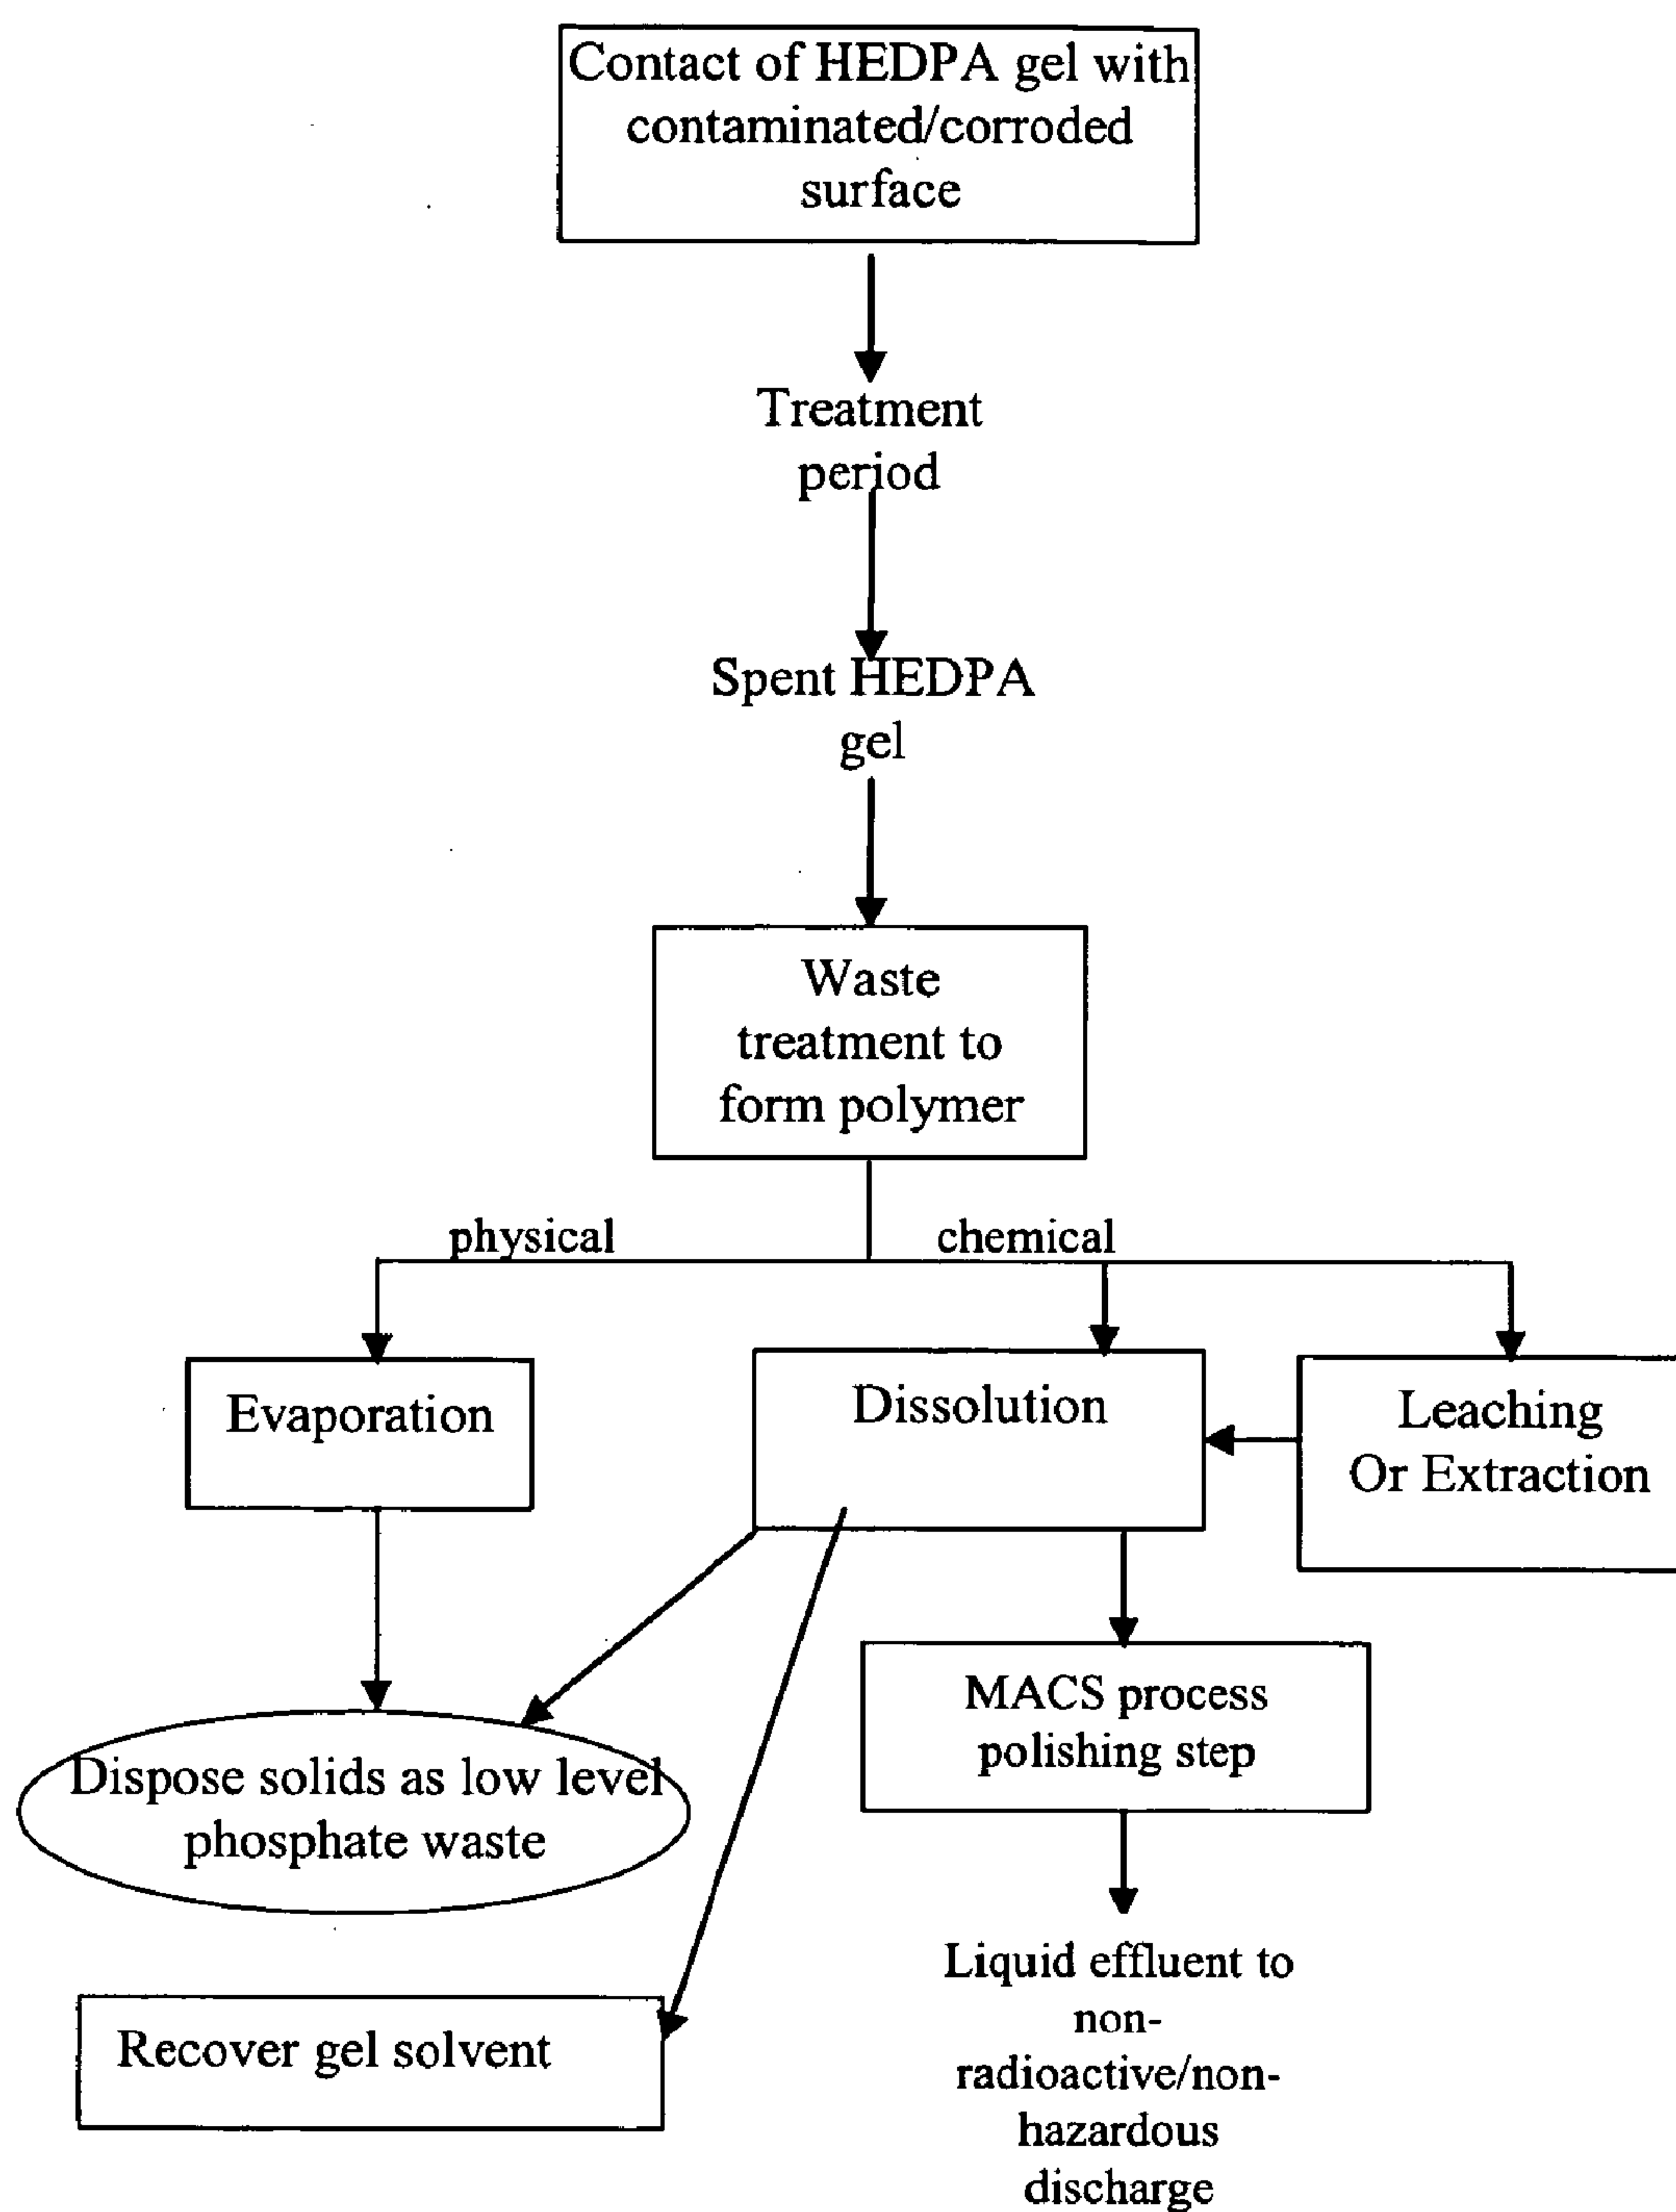 Contact of HEDPA gel with
contaminated/corroded
surface
Treatment
period
Spent HEDPA
gel
Waste
treatment to
form polymer
physical
chemical
Evaporation
Dissolution
Leaching
Or Extraction
MACS process
polishing step
Dispose solids as low level
phosphate waste
Liquid effluent to
non-
radioactive/non-
hazardous
discharge
Recover gel solvent